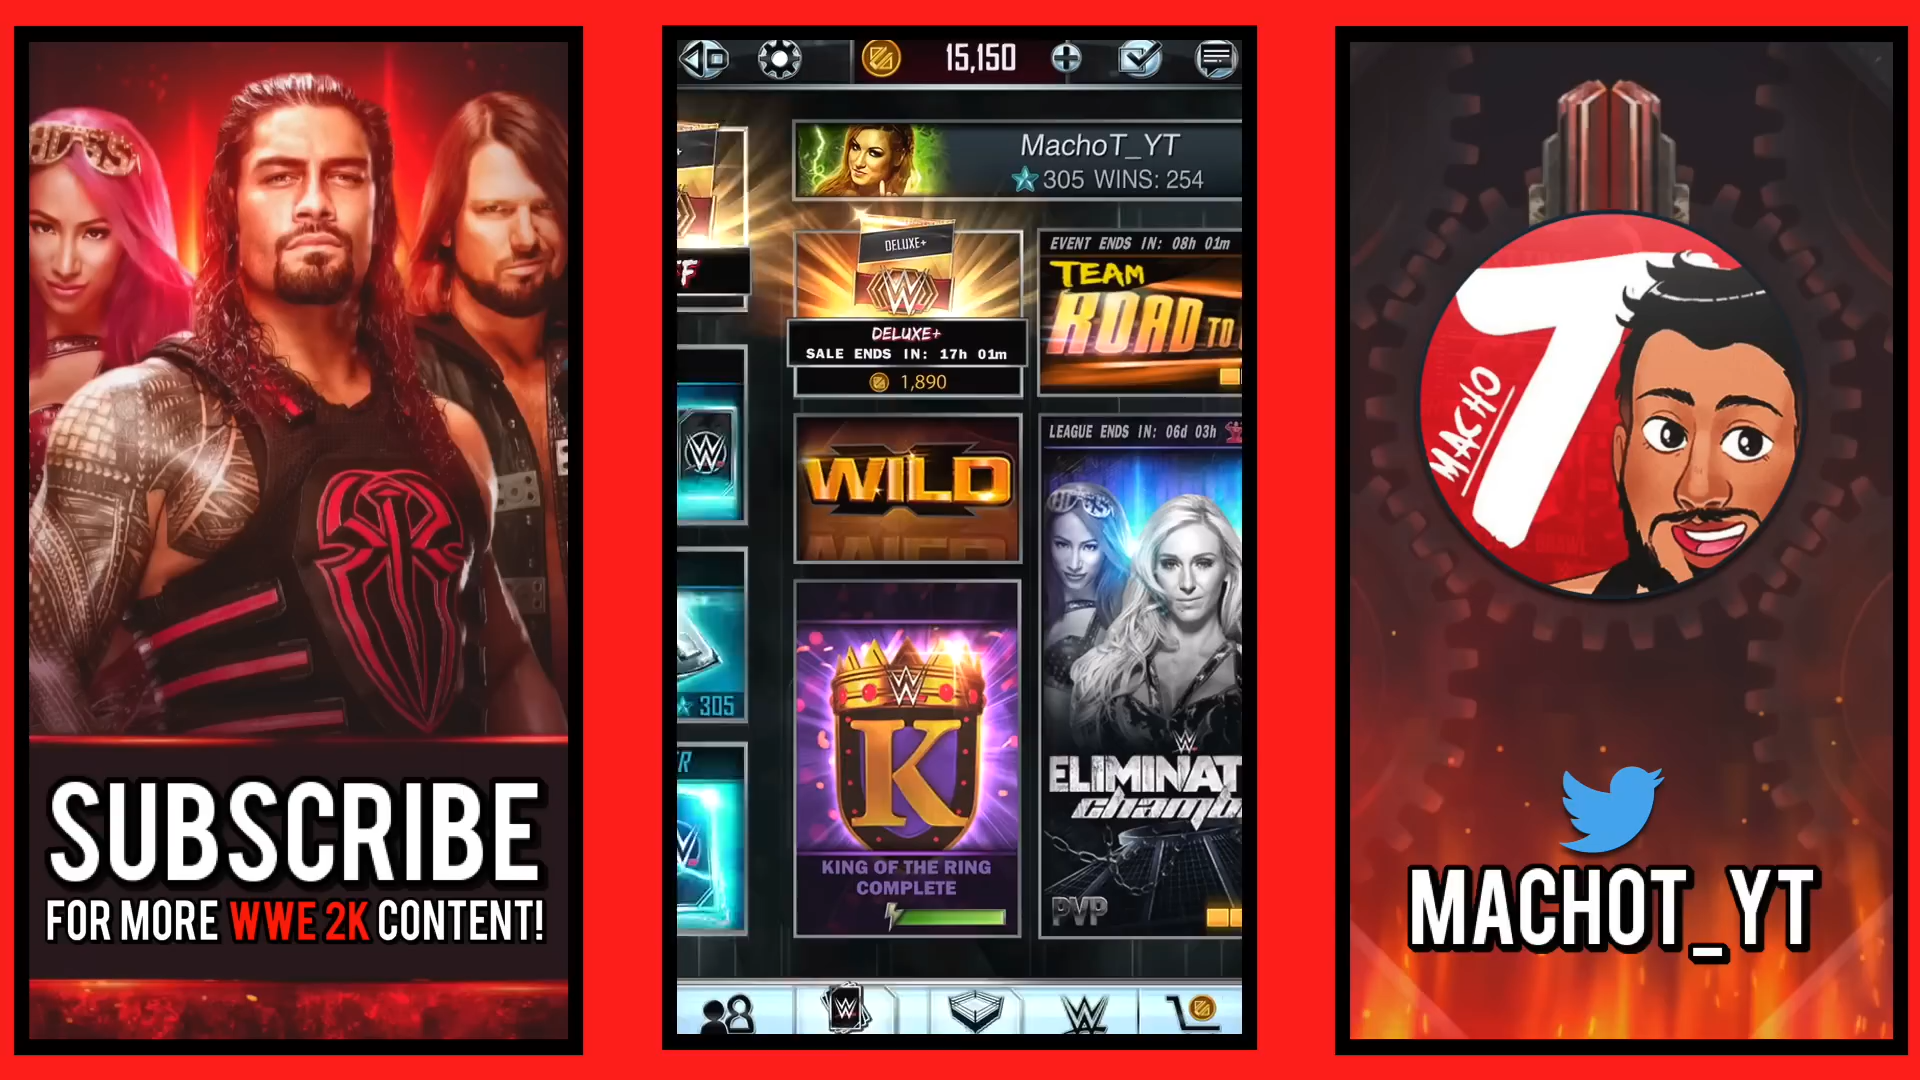 SUBSCRIBE
FOR MORE WWE 2K CONTENT!
15,150
MachoT_YT
305 WINS: 254
DELUXE+
DELUXE+
SALE ENDS IN: 17h 01m
1,890
WILD
KING OF THE RING
COMPLETE
305
EVENT ENDS IN: 08h 01m
TEAM
ROAD TO
LEAGUE ENDS IN: 06d 03h
ELIMINAT
chamb
PVP
MACHO
T
K
MACHOT_YT